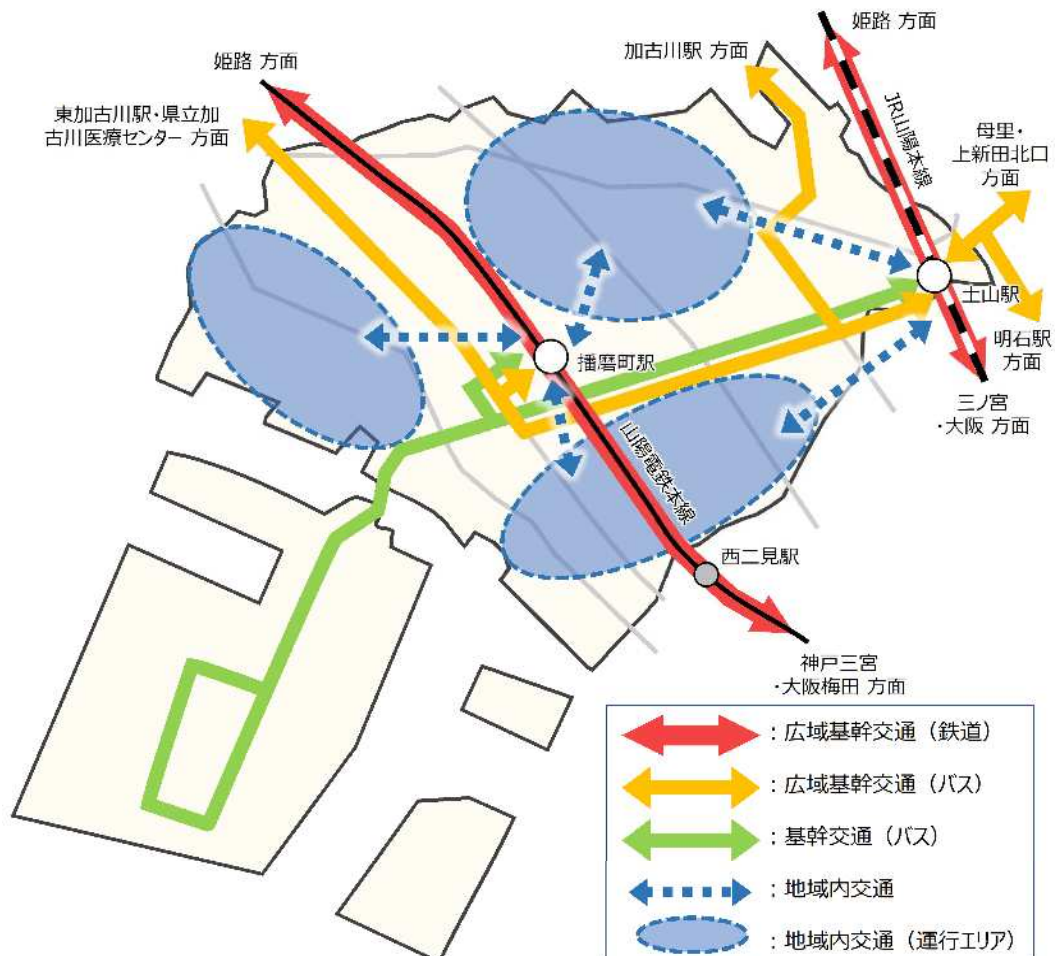 姫路 方面
加古川駅 方面
姫路 方面
東加古川駅・県立加
古川医療センター 方面
JR山陽本線
母里・
上新田北口
方面
土山駅
明石駅
方面
播磨町駅
三ノ宮
・大阪 方面
山陽電鉄本線
西二見駅
神戸三宮
・大阪梅田 方面
：広域基幹交通（鉄道）
：広域基幹交通（バス）
：基幹交通（バス）
：地域内交通
：地域内交通（運行エリア）